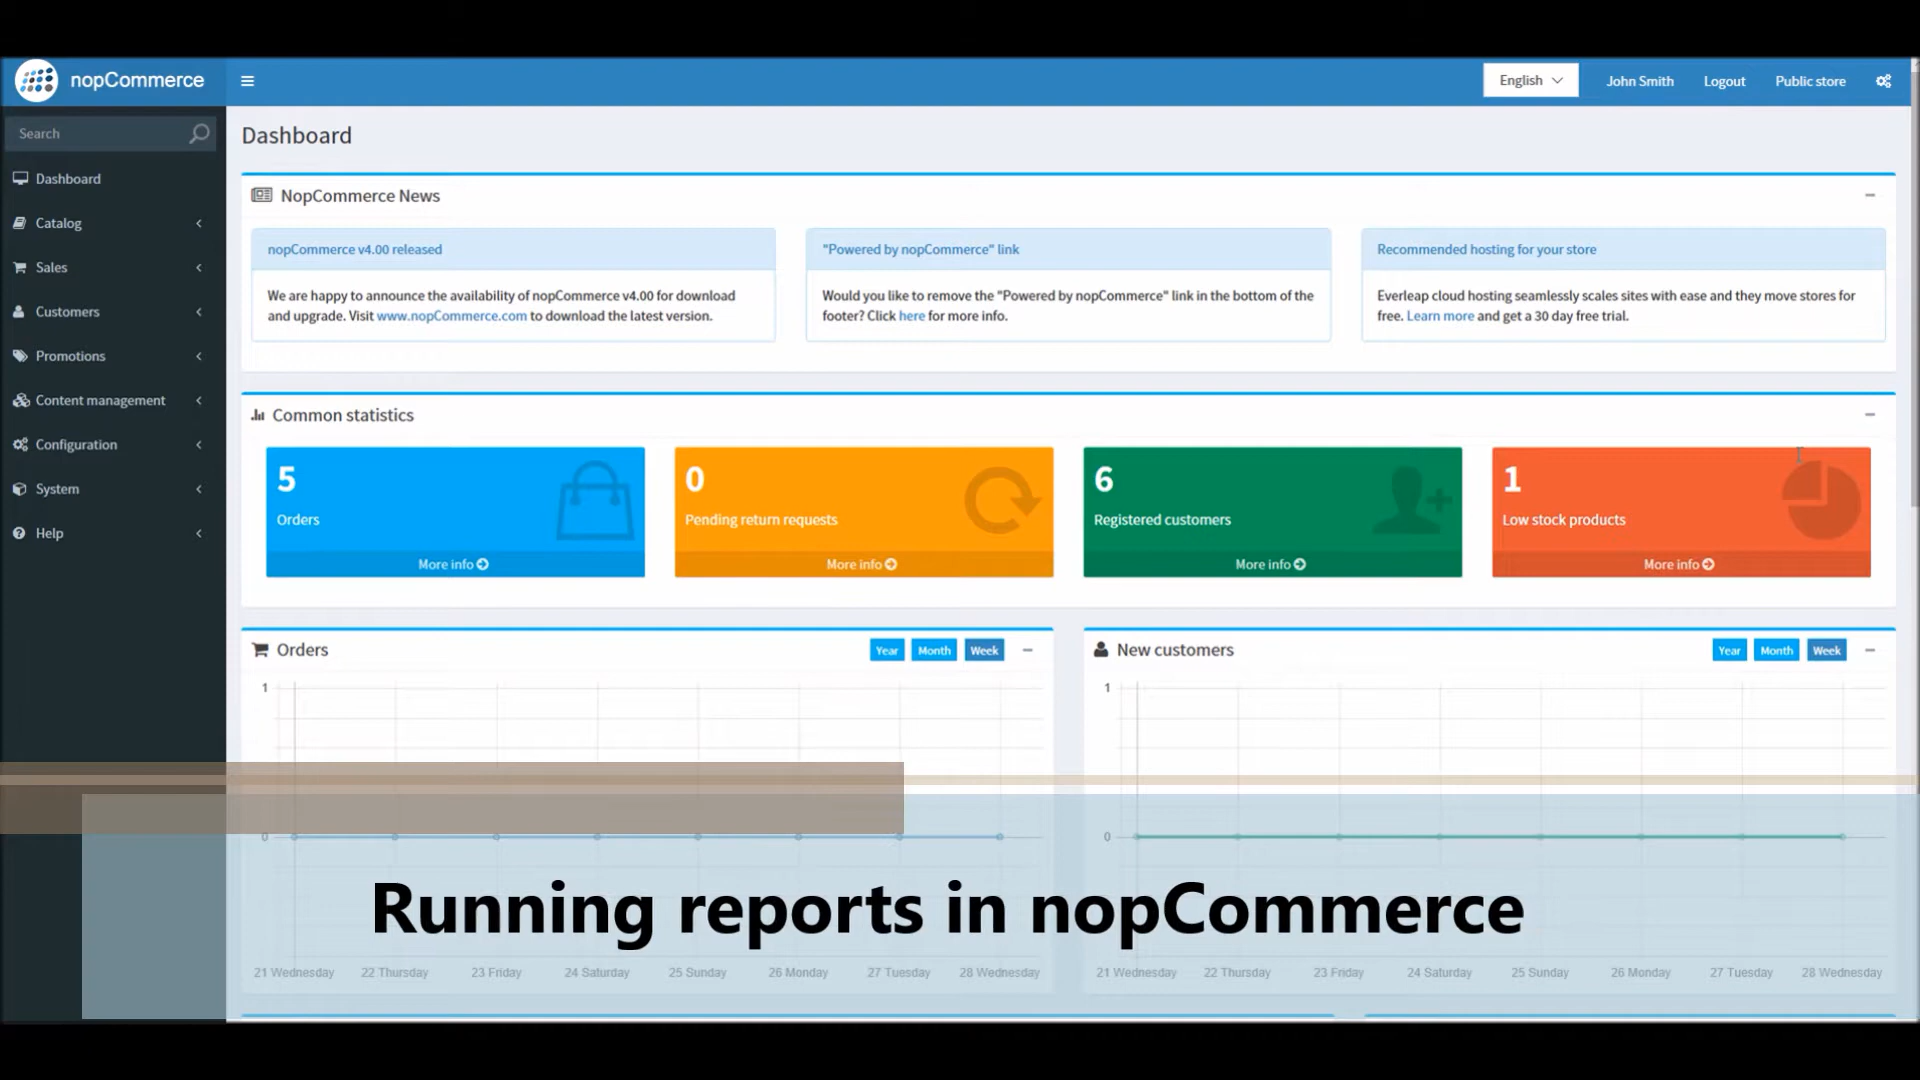 nopCommerce
English
John Smith
Logout
Public store
Search
Dashboard
Catalog
Sales
Customers
Promotions
Content management
Configuration
System
Help
Dashboard
NopCommerce News
nopCommerce v4.00 released
We are happy to announce the availability of nopCommerce v4.00 for download
and upgrade. Visit www.nopCommerce.com to download the latest version.
"Powered by nopCommerce" link
Would you like to remove the "Powered by nopCommerce" link in the bottom of the
footer? Click here for more info.
Recommended hosting for your store
Everleap cloud hosting seamlessly scales sites with ease and they move stores for
free. Learn more and get a 30 day free trial.
Common statistics
5
Orders
More info
0
Pending return requests
More info
6
Registered customers
More info
1
Low stock products
More info
Orders
Year
Month
Week
1
0
21 Wednesday
22 Thursday
23 Friday
24 Saturday
25 Sunday
26 Monday
27 Tuesday
28 Wednesday
New customers
Year
Month
Week
1
0
21 Wednesday
22 Thursday
23 Friday
24 Saturday
25 Sunday
26 Monday
27 Tuesday
28 Wednesday
Running reports in nopCommerce